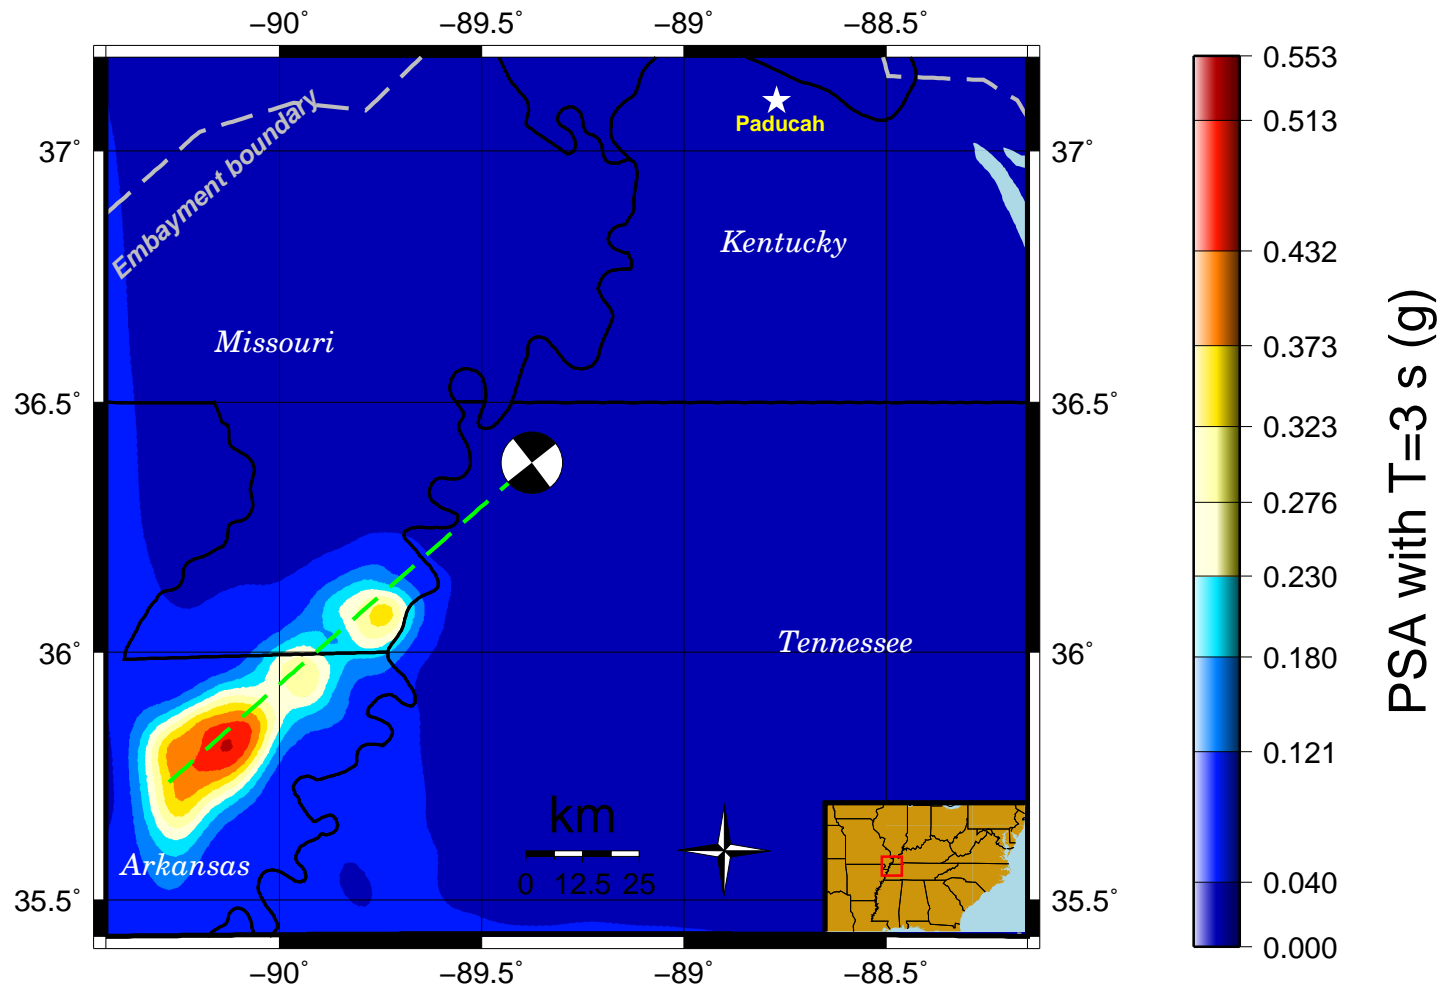 −90˚ −89.5˚ −89˚ −88.5˚
0.553
0.513
Paducah
37˚ 37˚
Embayment boundary
Kentucky
0.432
Missouri
0.373
36.5˚ 36.5˚
0.323
0.276
PSA with T=3 s (g)
0.230
Tennessee
36˚ 36˚
0.180
0.121
km
Arkansas
0 12.5 25
0.040
35.5˚ 35.5˚
0.000
−90˚ −89.5˚ −89˚ −88.5˚